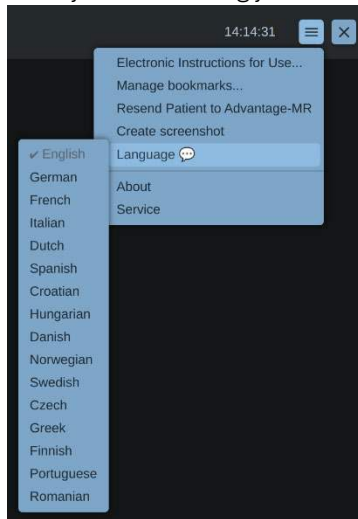 14:14:31
Electronic Instructions for Use...
Manage bookmarks...
Resend Patient to Advantage-MR
Create screenshot
Language 💬
About
Service
✔ English
German
French
Italian
Dutch
Spanish
Croatian
Hungarian
Danish
Norwegian
Swedish
Czech
Greek
Finnish
Portuguese
Romanian